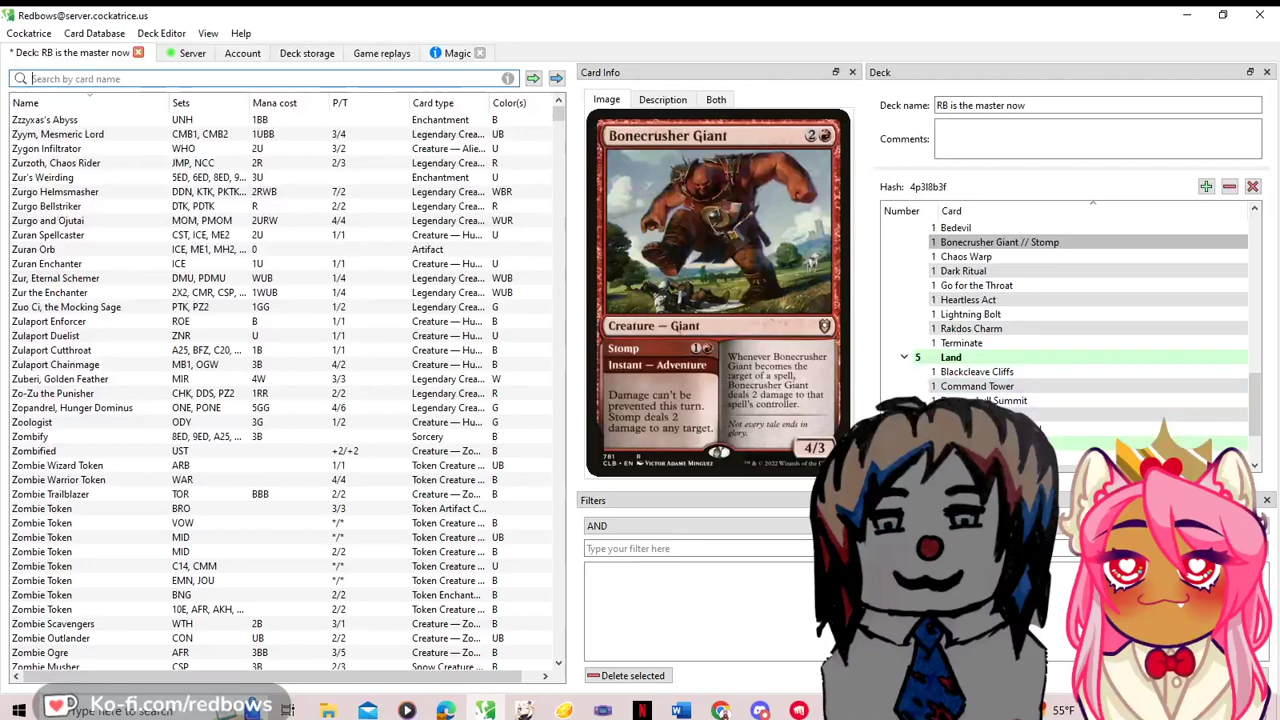 Redbows@server.cockatrice.us
Cockatrice Card Database Deck Editor View Help
* Deck: RB is the master now Server Account Deck storage Game replays Magic
Search by card name
Name Sets Mana cost P/T Card type Color(s)
Zzzyxas's Abyss UNH 1BB Enchantment B
Zyym, Mesmeric Lord CMB1, CMB2 1UBB 3/4 Legendary Crea... UB
Zygon Infiltrator WHO 3U 3/2 Creature — Alie... U
Zurzoth, Chaos Rider JMP, NCC 2R 2/3 Legendary Crea... R
Zur's Weirding 5ED, 6ED, 8ED, 9... 3U Enchantment U
Zurgo Helmsmasher DDN, KTK, PKTK... 2RWB 7/2 Legendary Crea... WBR
Zurgo Bellstriker DTK, PDTK R 2/2 Legendary Crea... R
Zurgo and Ojutai MOM, PMOM 2URW 4/4 Legendary Crea... WUR
Zuran Spellcaster CST, ICE, ME2 2U 1/1 Creature — Hu... U
Zuran Orb ICE, ME1, MH2, ... 0 Artifact
Zuran Enchanter ICE 1U 1/1 Creature — Hu... U
Zur, Eternal Schemer DMU, PDMU WUB 1/4 Legendary Crea... WUB
Zur the Enchanter 2X2, CMR, CSP, ... 1WUB 1/4 Legendary Crea... WUB
Zuo Ci, the Mocking Sage PTK, PZ2 1GG 1/2 Legendary Crea... G
Zulaport Enforcer ROE B 1/1 Creature — Hu... B
Zulaport Duelist ZNR U 1/1 Creature — Hu... U
Zulaport Cutthroat A25, BFZ, C20, ... 1B 1/1 Creature — Hu... B
Zulaport Chainmage MB1, OGW 3B 4/2 Creature — Hu... B
Zuberi, Golden Feather MIR 4W 3/3 Legendary Crea... W
Zo-Zu the Punisher CHK, DDS, PZ2 1RR 2/2 Legendary Crea... R
Zopandrel, Hunger Dominus ONE, PONE 5GG 4/6 Legendary Crea... G
Zoologist ODY, PZ2 3G 1/2 Creature — Hu... G
Zombify 8ED, 9ED, A25, ... 3B Sorcery B
Zombified UST +2/+2 Creature — Zo... B
Zombie Wizard Token ARB 1/1 Token Creature ... UB
Zombie Warrior Token WAR 4/4 Token Creature ... B
Zombie Trailblazer TOR BBB 2/2 Creature — Zo... B
Zombie Token BRO 3/3 Token Artifact C... B
Zombie Token VOW */* Token Creature ... B
Zombie Token MID */* Token Creature ... UB
Zombie Token MID 2/2 Token Creature ... B
Zombie Token C14, CMM */* Token Creature ... U
Zombie Token EMN, JOU */* Token Creature ... B
Zombie Token BNG 2/2 Token Enchantm... B
Zombie Token 10E, AFR, AKH, ... 2/2 Token Creature ... B
Zombie Scavengers WTH 2B 3/1 Creature — Zo... B
Zombie Outlander CON UB 2/2 Creature — Zo... UB
Zombie Ogre AFR 3BB 3/5 Creature — Zo... B
Zombie Musher CSP 3B 2/3 Snow Creature ... B
Card Info
Image Description Both
Bonecrusher Giant 2
Creature — Giant
Stomp 1
Instant — Adventure
Damage can't be
prevented this turn.
Stomp deals 2
damage to any target.
Whenever Bonecrusher
Giant becomes
the target of a spell,
Bonecrusher Giant
deals 2 damage to
that spell's controller.
Not every tale ends in
glory.
4/3
781 R
CLB • EN VICTOR ADAME MINGUEZ
™ & © 2022 Wizards of the Coast
Filters
AND
Type your filter here
Delete selected
Deck
Deck name: RB is the master now
Comments:
Hash: 4p3l8b3f
Number Card
1 Bedevil
1 Bonecrusher Giant // Stomp
1 Chaos Warp
1 Dark Ritual
1 Go for the Throat
1 Heartless Act
1 Lightning Bolt
1 Rakdos Charm
1 Terminate
5 Land
1 Blackcleave Cliffs
1 Command Tower
Summit
Ko-fi.com/redbows
Type here to search
55°F